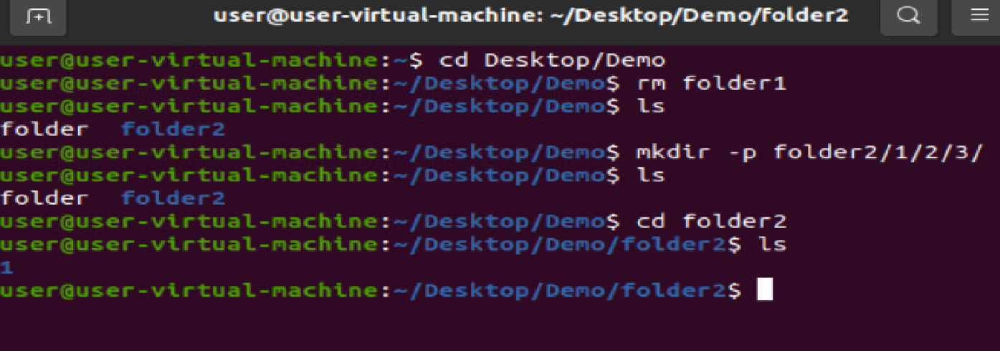 user@user-virtual-machine: ~/Desktop/Demo/folder2
user@user-virtual-machine:~$ cd Desktop/Demo
user@user-virtual-machine:~/Desktop/Demo$ rm folder1
user@user-virtual-machine:~/Desktop/Demo$ ls
folder  folder2
user@user-virtual-machine:~/Desktop/Demo$ mkdir -p folder2/1/2/3/
user@user-virtual-machine:~/Desktop/Demo$ ls
folder  folder2
user@user-virtual-machine:~/Desktop/Demo$ cd folder2
user@user-virtual-machine:~/Desktop/Demo/folder2$ ls
1
user@user-virtual-machine:~/Desktop/Demo/folder2$